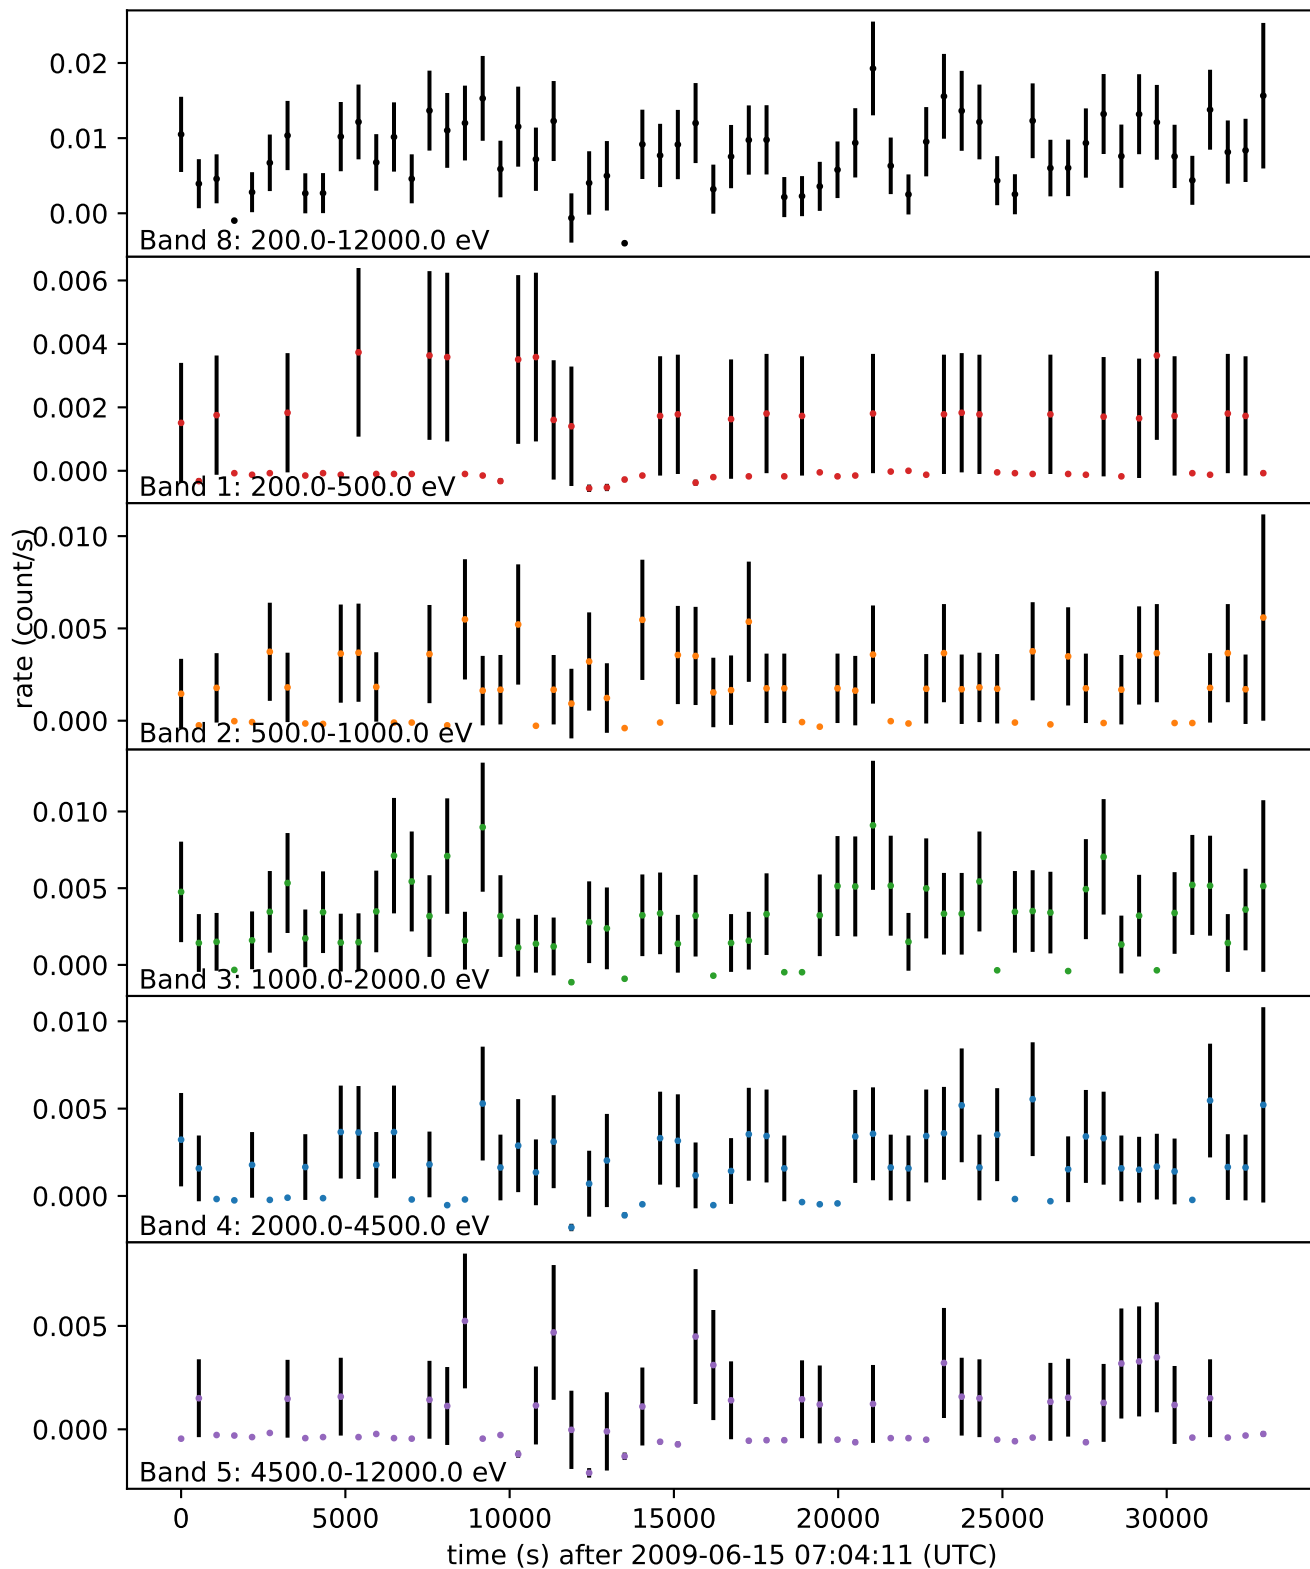 0.02
0.01
0.00
Band 8: 200.0-12000.0 eV
0.006
0.004
0.002
0.000
Band 1: 200.0-500.0 eV
rate (count/s)
0.010
0.005
0.000
Band 2: 500.0-1000.0 eV
0.010
0.005
0.000
Band 3: 1000.0-2000.0 eV
0.010
0.005
0.000
Band 4: 2000.0-4500.0 eV
0.005
0.000
Band 5: 4500.0-12000.0 eV
0 5000 10000 15000 20000 25000 30000
time (s) after 2009-06-15 07:04:11 (UTC)